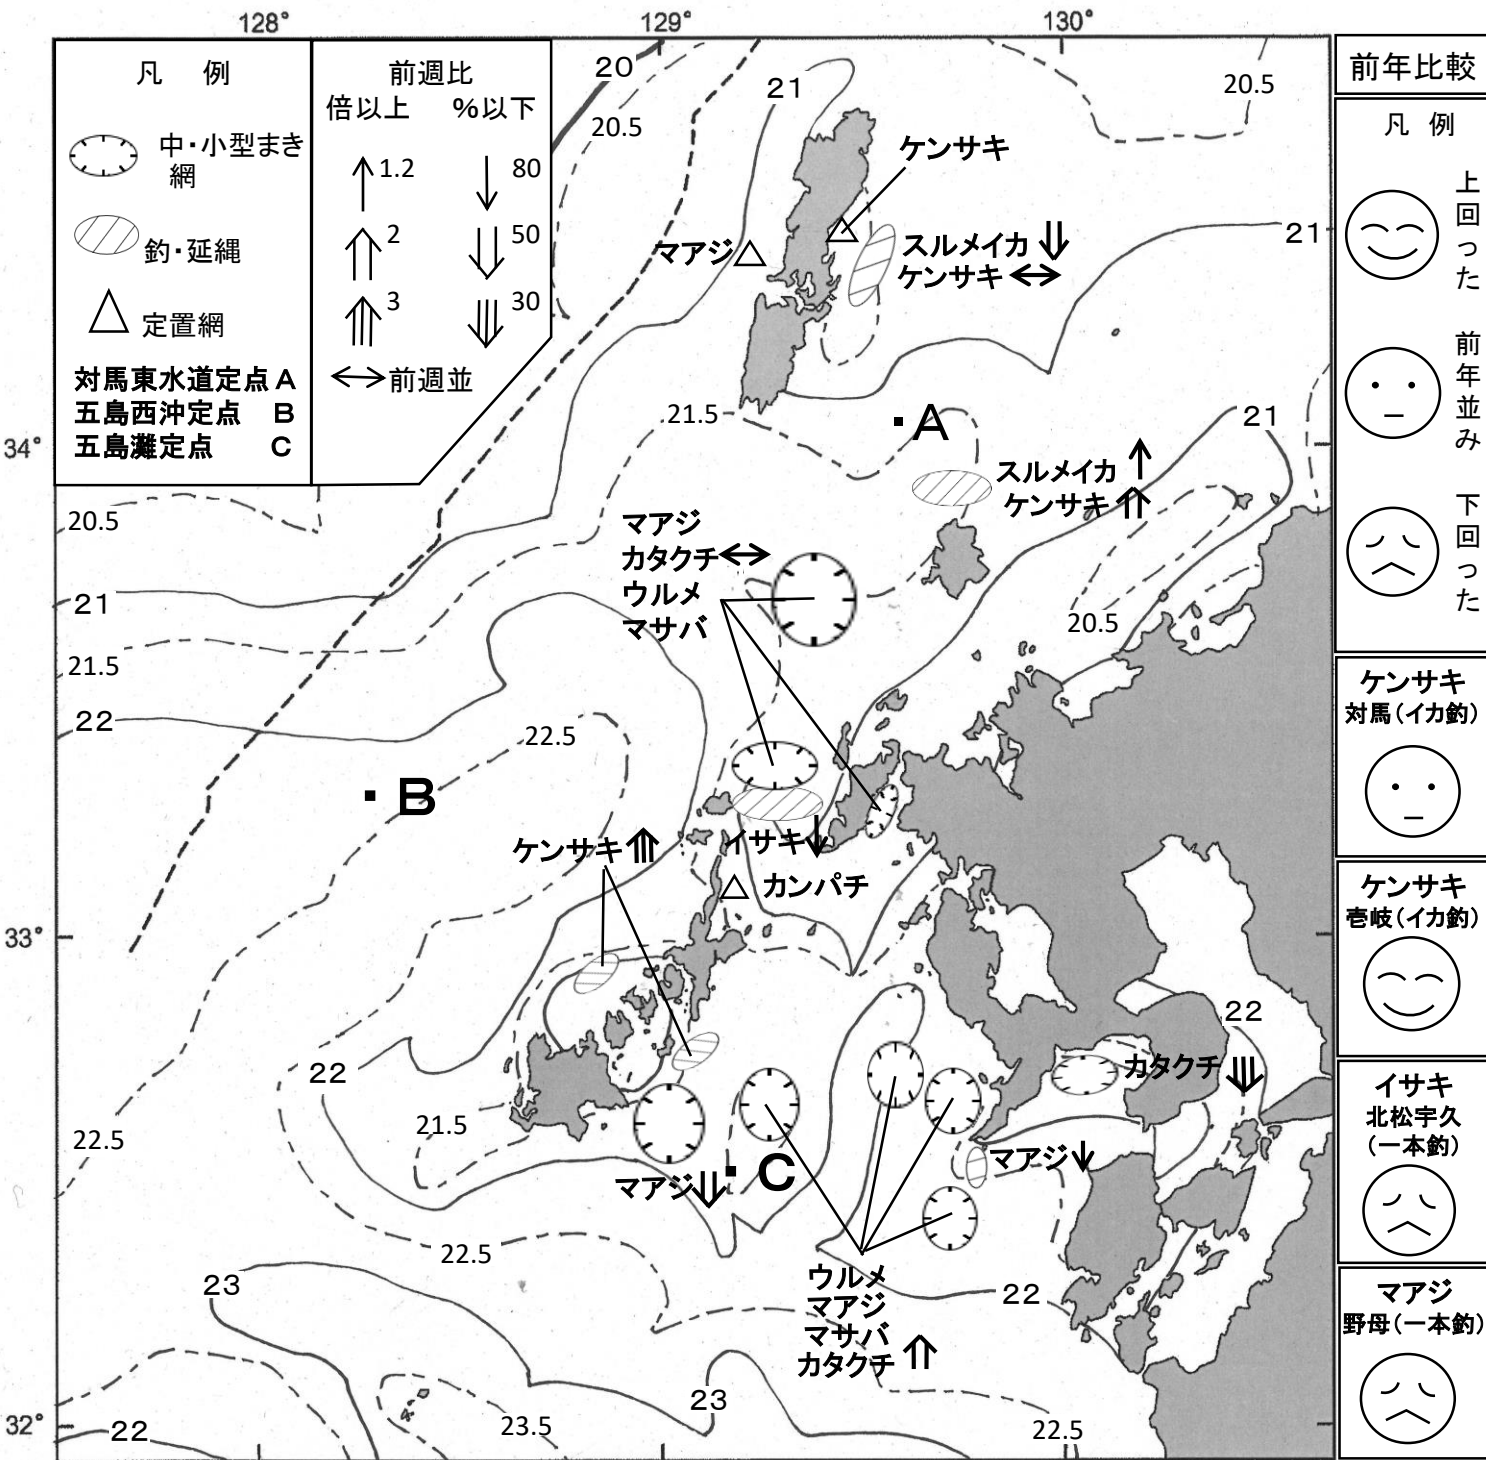 128°
129°
130°
凡 例
中・小型まき
網
釣・延縄
定置網
対馬東水道定点 A
五島西沖定点 B
五島灘定点 C
前週比
倍以上 %以下
1.2 80
2 50
3 30
前週並
34°
33°
32°
20
20.5
21
20.5
21
ケンサキ
マアジ
スルメイカ
ケンサキ
21.5
A
21
スルメイカ
ケンサキ
20.5
マアジ
カタクチ
ウルメ
マサバ
21
21.5
22
20.5
22.5
B
ケンサキ
イサキ
カンパチ
22
22
カタクチ
22.5
21.5
マアジ
C
マアジ
22.5
23
22
ウルメ
マアジ
マサバ
カタクチ
23
22
23.5
22.5
前年比較
凡 例
上回った
前年並み
下回った
ケンサキ
対馬(イカ釣)
ケンサキ
壱岐(イカ釣)
イサキ
北松宇久
(一本釣)
マアジ
野母(一本釣)